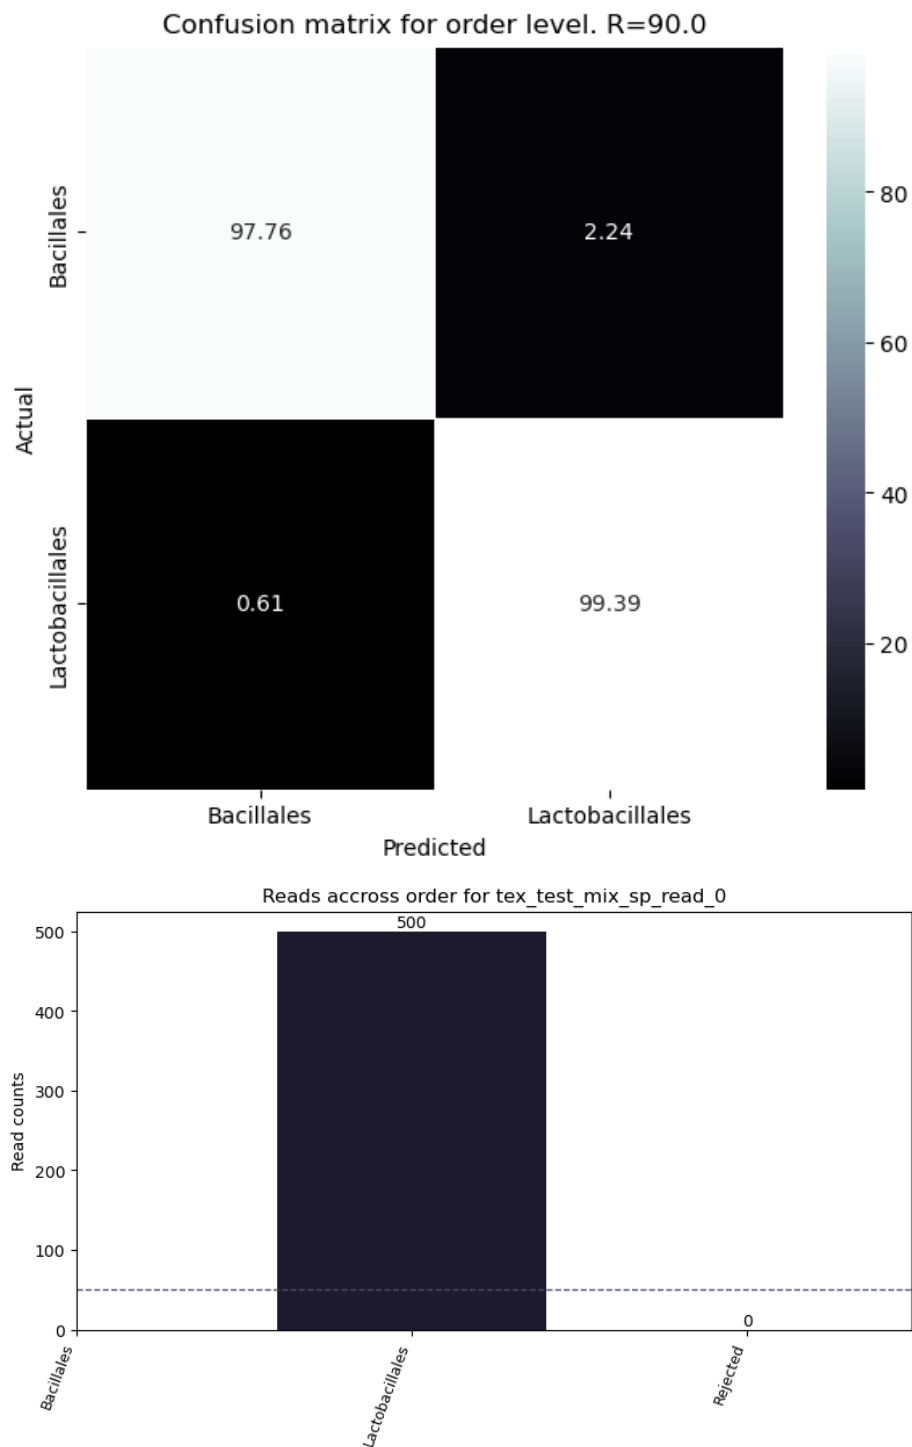 Confusion matrix for order level. R=90.0
Bacillales
Lactobacillales
Actual
97.76
2.24
0.61
99.39
80
60
40
20
Bacillales
Lactobacillales
Predicted
Reads accross order for tex_test_mix_sp_read_0
Read counts
500
400
300
200
100
0
500
0
Bacillales
Lactobacillales
Rejected